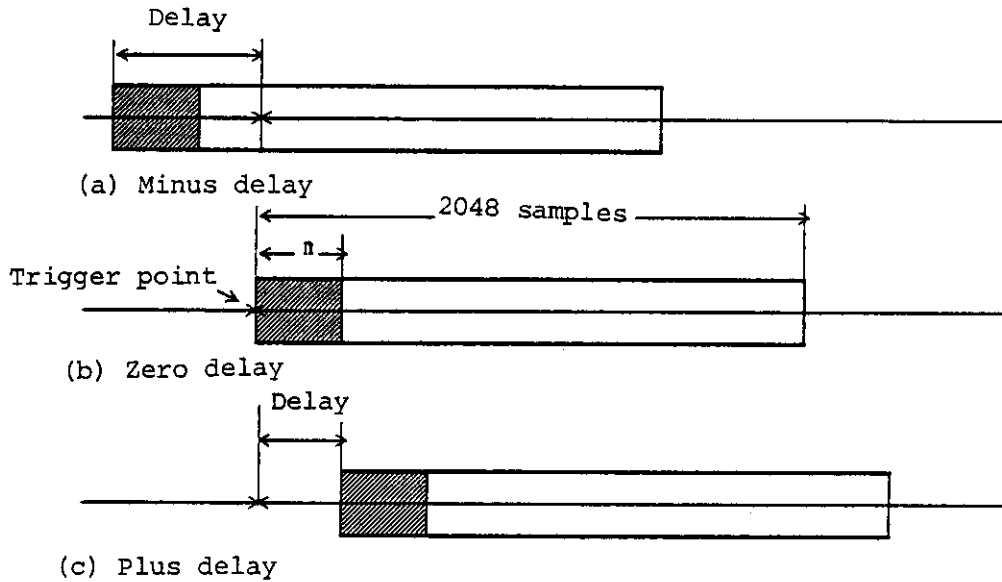 Delay
(a) Minus delay
2048 samples
n
Trigger point
(b) Zero delay
Delay
(c) Plus delay